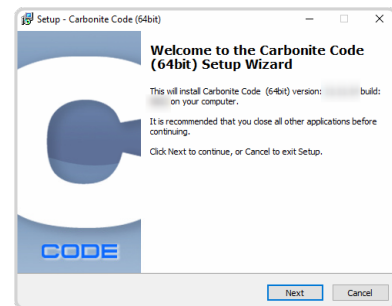 Setup - Carbonite Code (64bit)
Welcome to the Carbonite Code
(64bit) Setup Wizard
This will install Carbonite Code (64bit) version: build:
on your computer.
It is recommended that you close all other applications before
continuing.
Click Next to continue, or Cancel to exit Setup.
CODE
Next Cancel